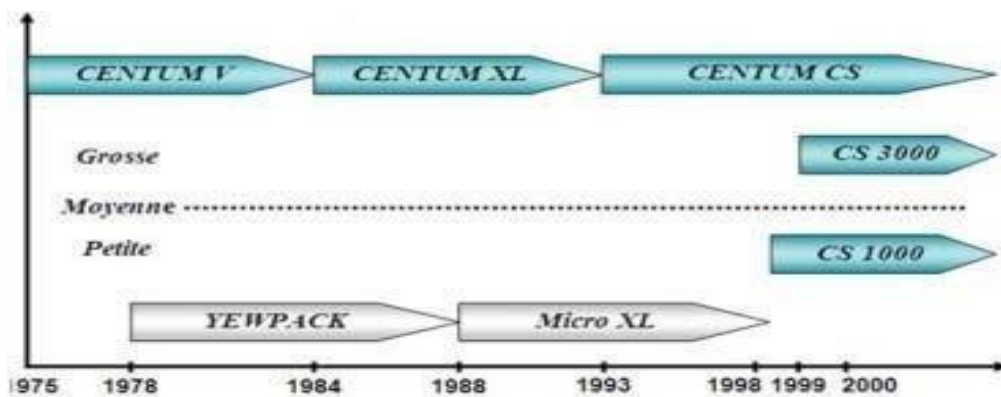 CENTUM V CENTUM XL CENTUM CS
Grosse CS 3000
Moyenne
Petite CS 1000
YEWPACK Micro XL
1975 1978 1984 1988 1993 1998 1999 2000